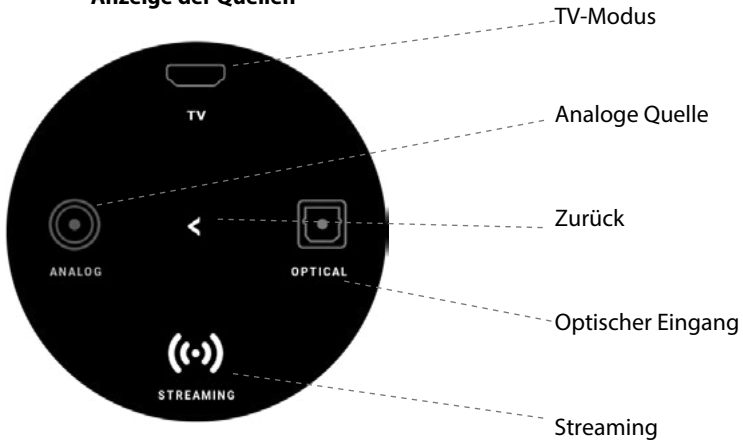 Anzeige der Quellen
TV-Modus
TV
Analoge Quelle
Zurück
ANALOG
OPTICAL
Optischer Eingang
STREAMING
Streaming